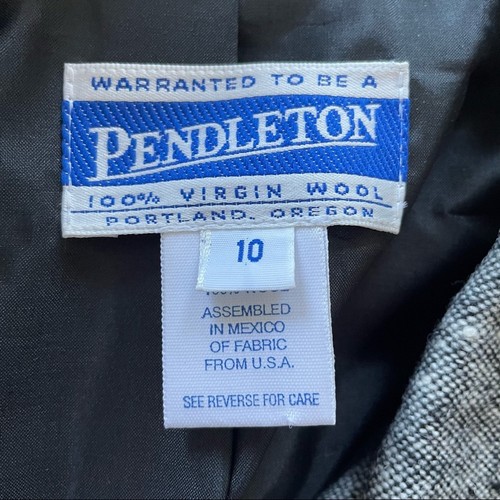 WARRANTED TO BE A
PENDLETON
100% VIRGIN WOOL
PORTLAND, OREGON
10
ASSEMBLED
IN MEXICO
OF FABRIC
FROM U.S.A.
SEE REVERSE FOR CARE